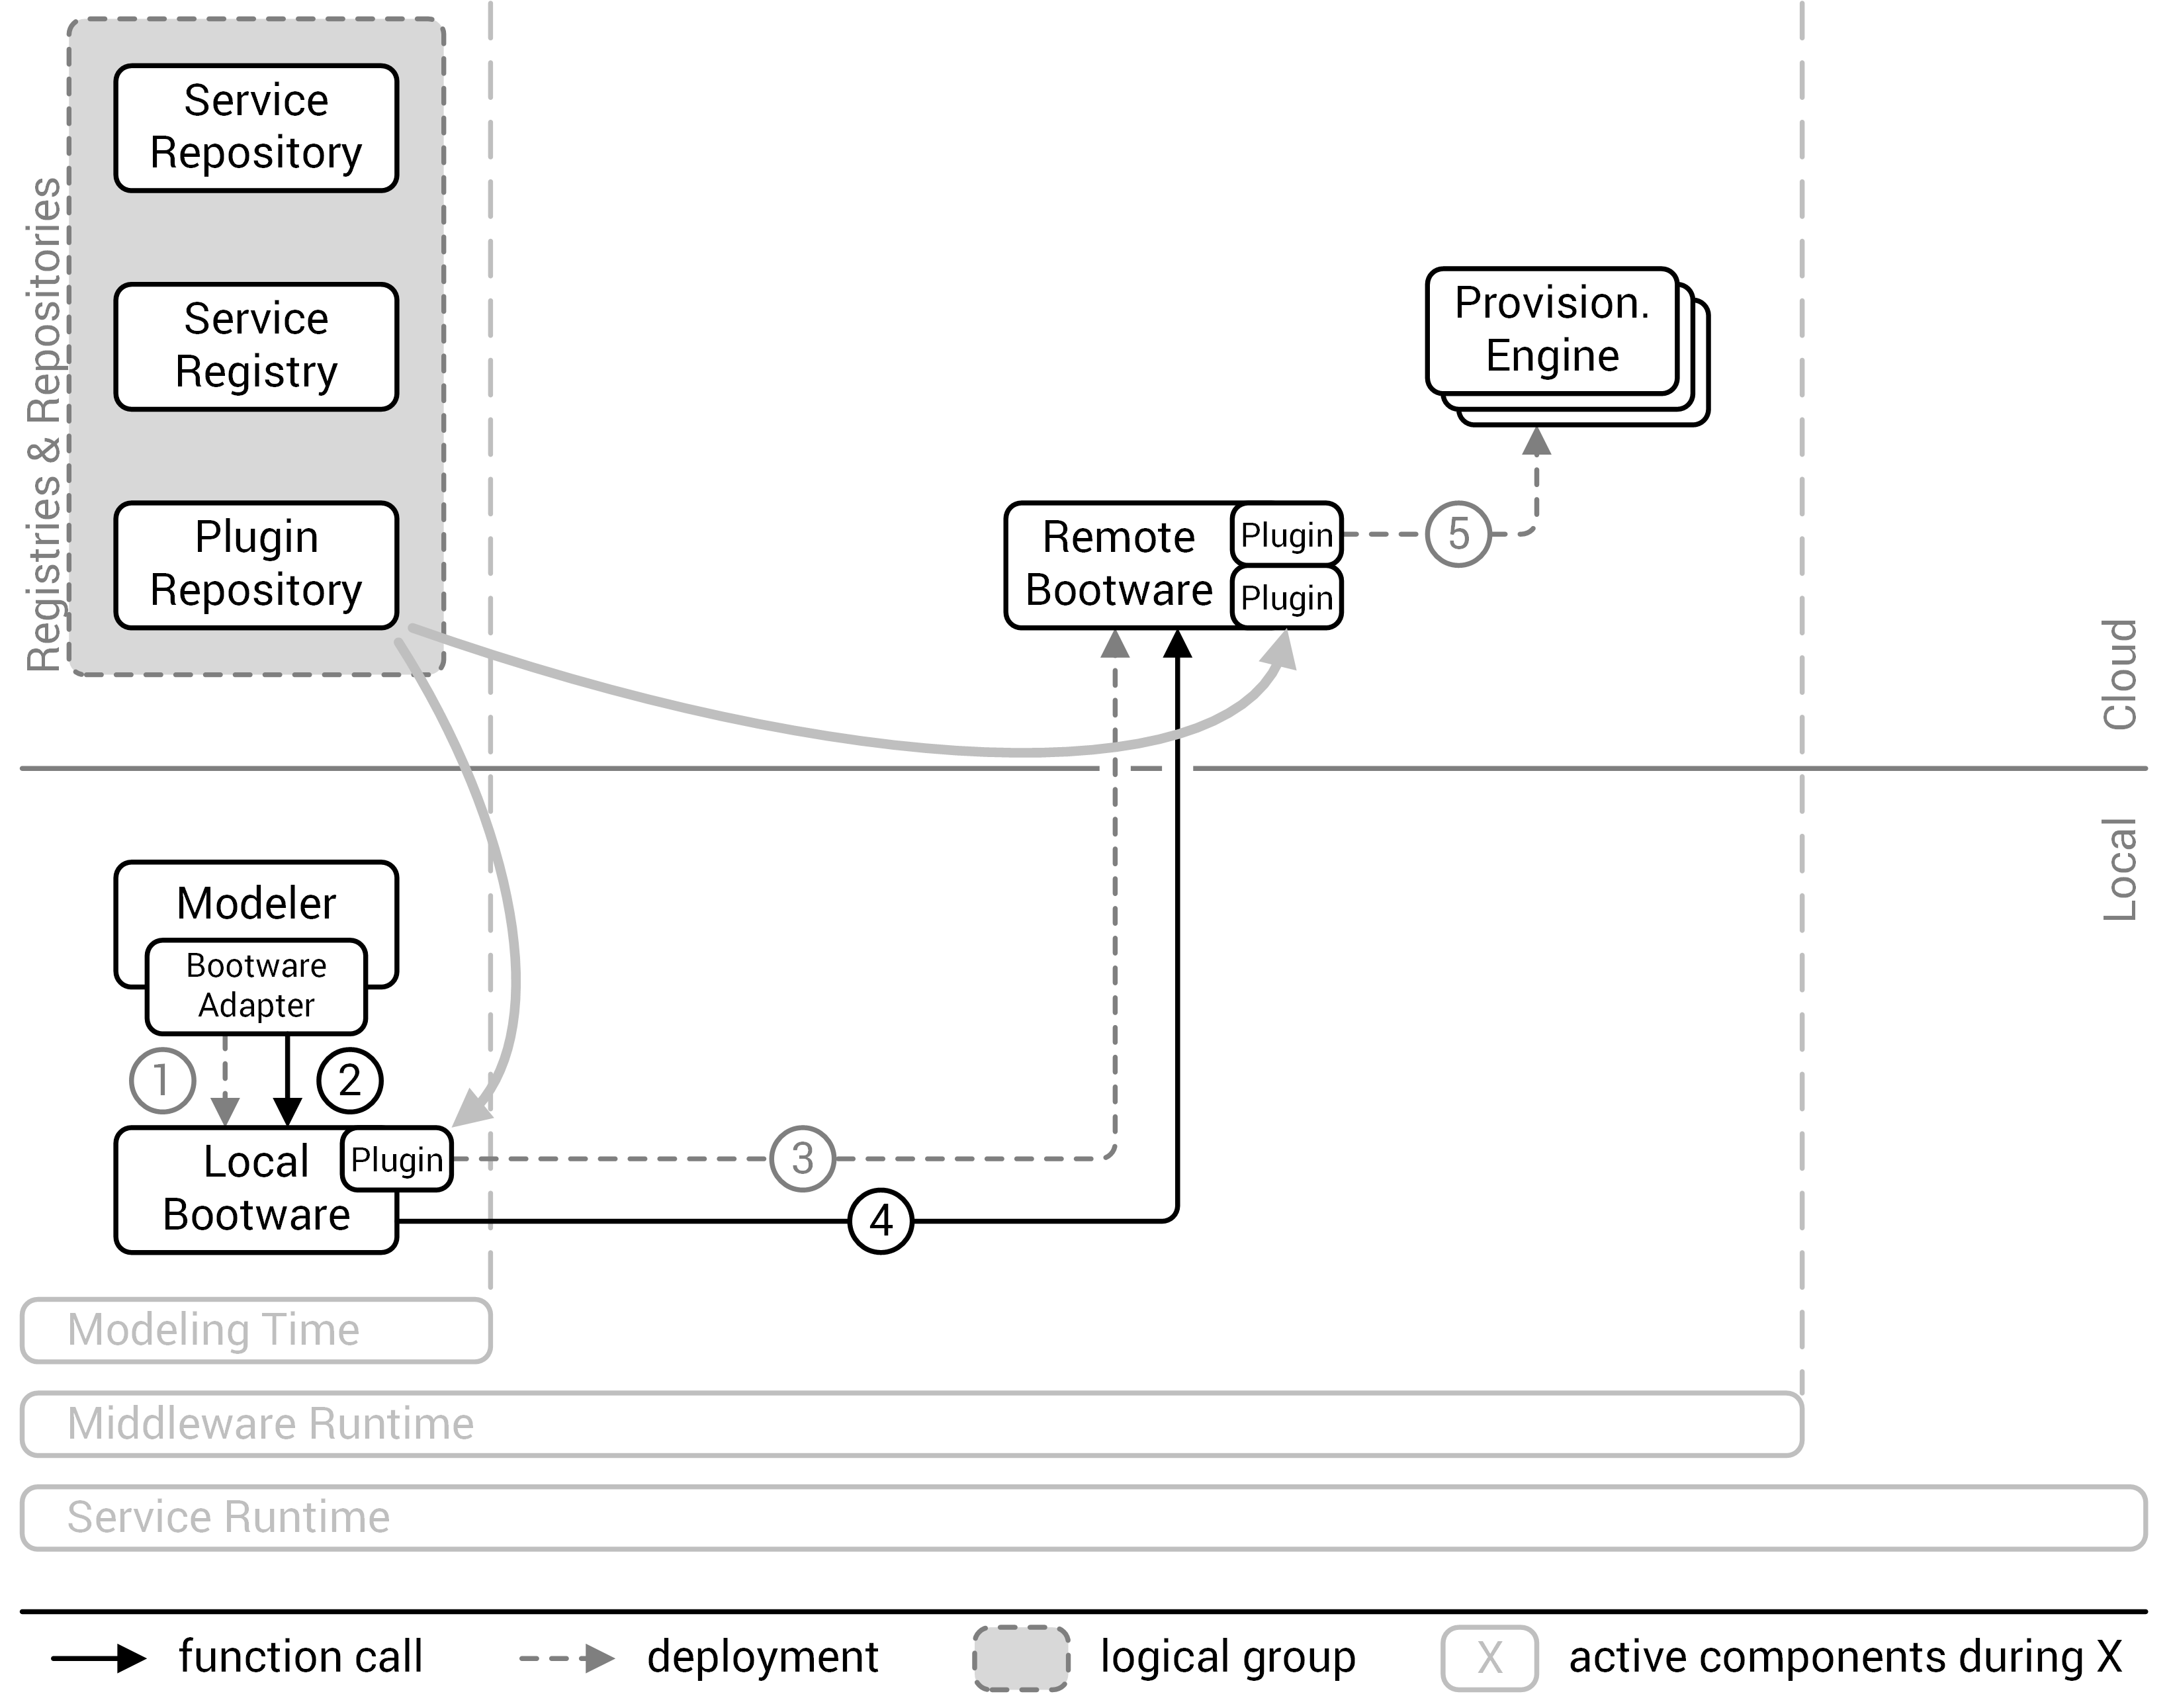 Registries & Repositories
Service
Repository
Service
Registry
Plugin
Repository
Provision.
Engine
Remote
Bootware
Plugin
Plugin
5
Cloud
Local
Modeler
Bootware
Adapter
1
2
Local
Bootware
Plugin
3
4
Modeling Time
Middleware Runtime
Service Runtime
function call
deployment
logical group
X
active components during X